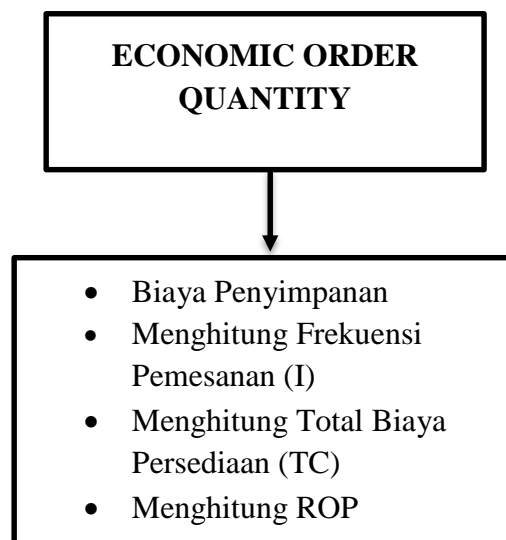 ECONOMIC ORDER
QUANTITY
• Biaya Penyimpanan
• Menghitung Frekuensi
Pemesanan (I)
• Menghitung Total Biaya
Persediaan (TC)
• Menghitung ROP